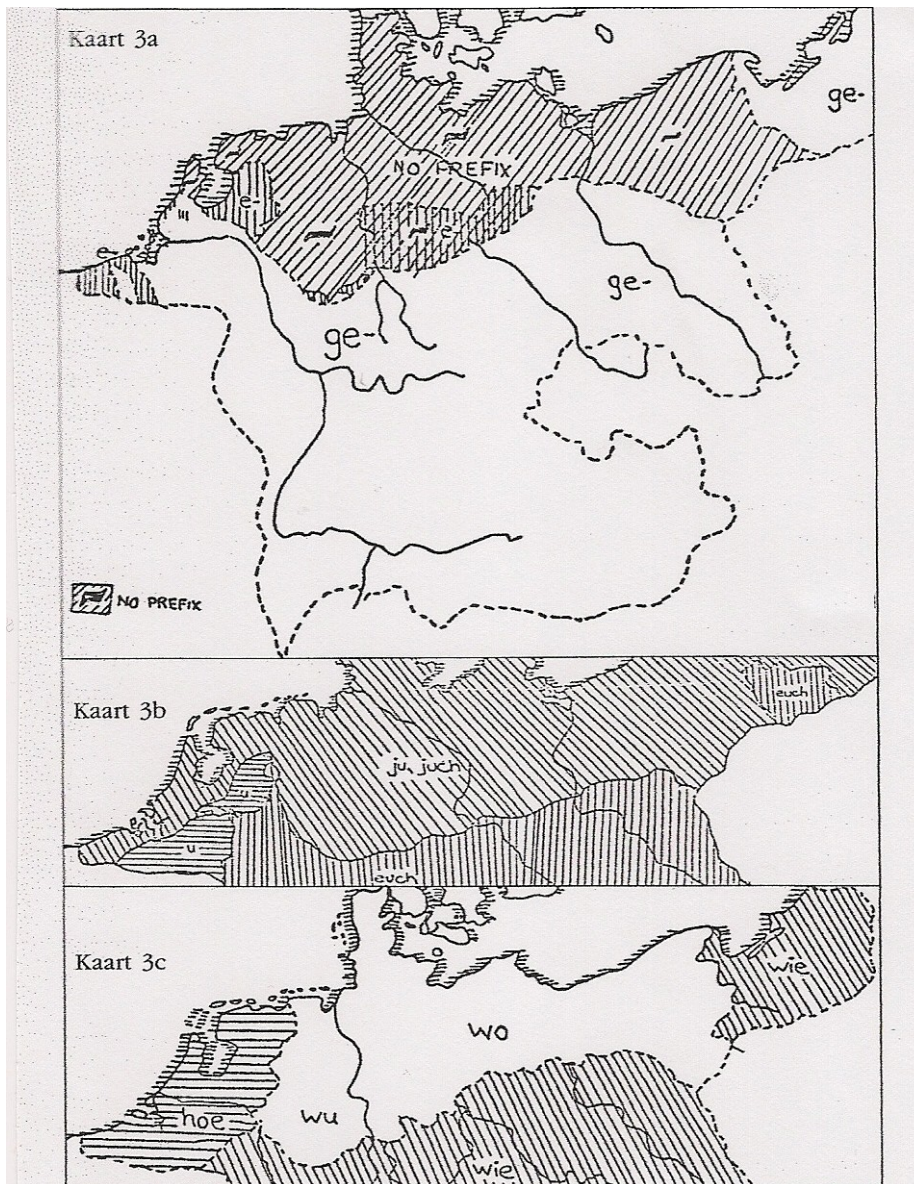 Kaart 3a
ge-
NO PREFIX
e-
e-
e-
ge-
ge-
NO PREFIX
Kaart 3b
euch
ju, juch
u
u
euch
Kaart 3c
wie
wo
hoe
wu
wie